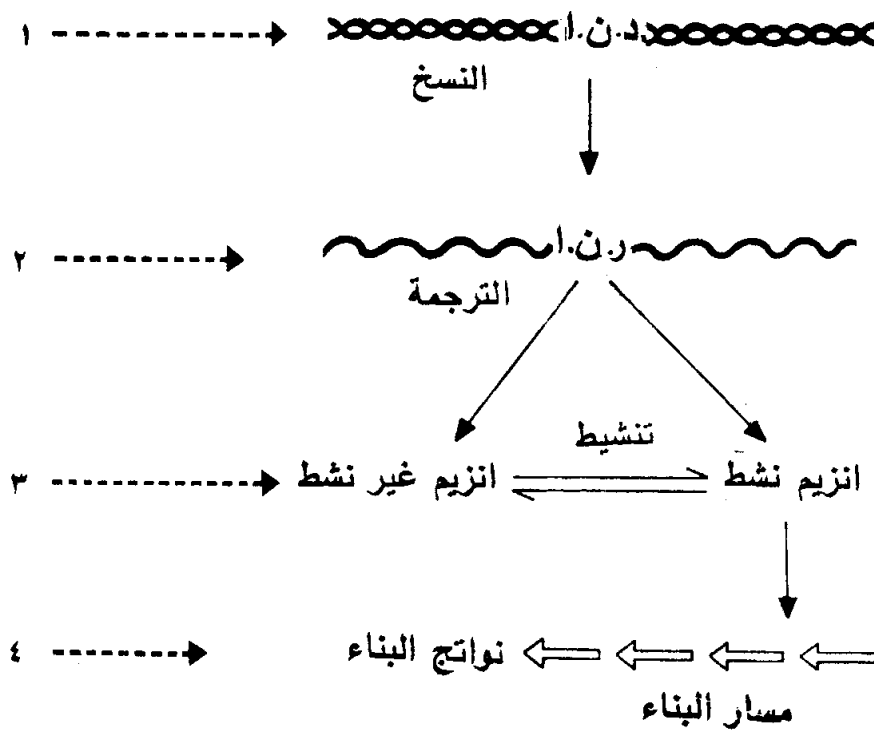 ١ د.ن.ا
النسخ
٢ ر.ن.ا
الترجمة
تنشيط
٣ انزيم غير نشط انزيم نشط
٤ نواتج البناء
مسار البناء